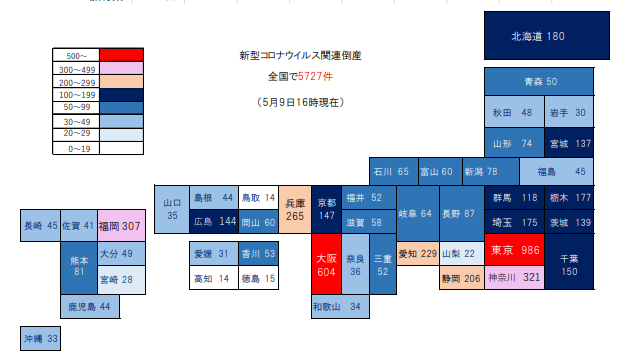 新型コロナウイルス関連倒産
全国で5727件
（5月9日16時現在）
500～
300～499
200～299
100～199
50～99
30～49
20～29
0～19
北海道 180
青森 50
秋田 48
岩手 30
山形 74
宮城 137
石川 65
富山 60
新潟 78
福島 45
山口
35
島根 44
鳥取 14
兵庫
265
京都
147
福井 52
岐阜 64
長野 87
群馬 118
栃木 177
広島 144
岡山 60
滋賀 58
埼玉 175
茨城 139
長崎 45
佐賀 41
福岡 307
熊本
81
大分 49
宮崎 28
鹿児島 44
沖縄 33
愛媛 31
香川 53
高知 14
徳島 15
大阪
604
奈良
36
三重
52
和歌山 34
愛知 229
山梨 22
静岡 206
東京 986
神奈川 321
千葉
150